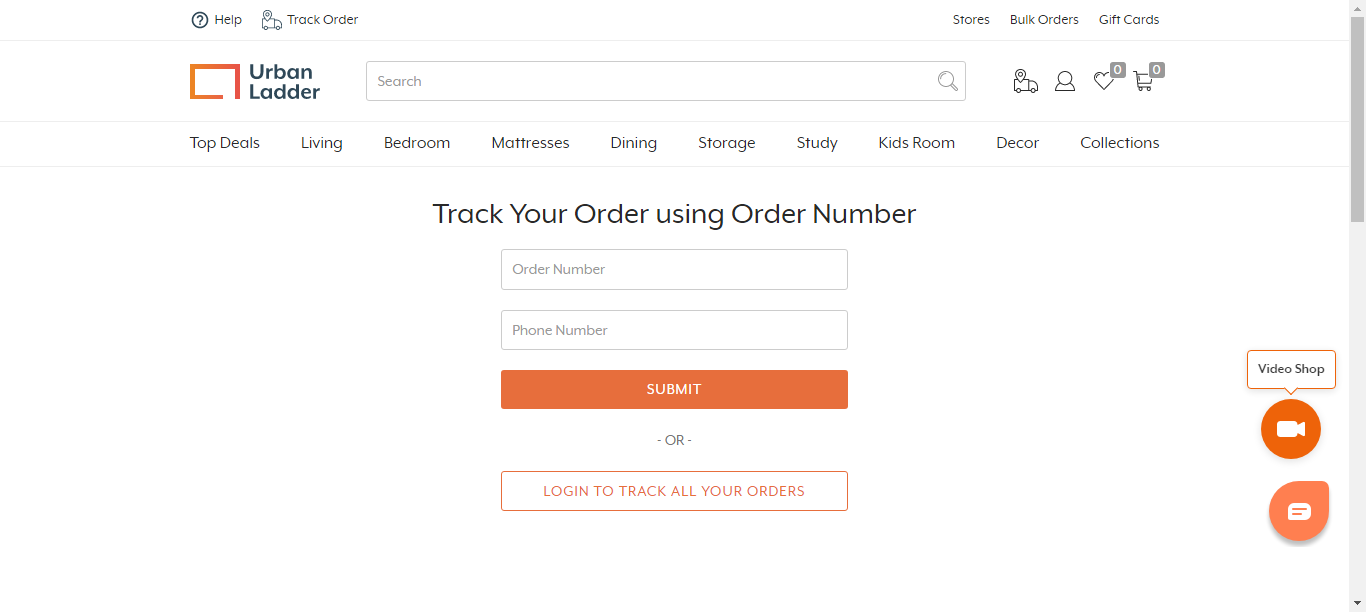 Help Track Order Stores Bulk Orders Gift Cards
Urban
Ladder
Search
0 0
Top Deals Living Bedroom Mattresses Dining Storage Study Kids Room Decor Collections
Track Your Order using Order Number
Order Number
Phone Number
SUBMIT
- OR -
LOGIN TO TRACK ALL YOUR ORDERS
Video Shop